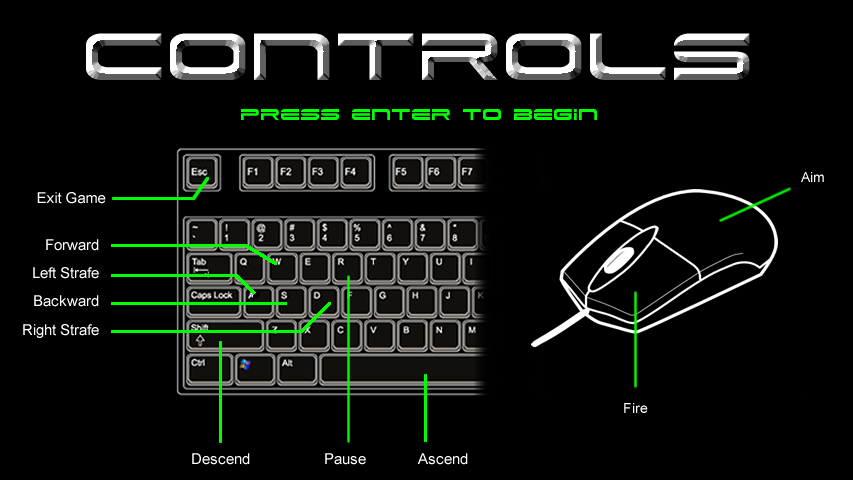 CONTROLS
PRESS ENTER TO BEGIN
Esc F1 F2 F3 F4 F5 F6 F7
Aim
Exit Game
~ ! @ # $ % ^ & *
` 1 2 3 4 5 6 7 8
Forward
Tab Q W E R T Y U I
Left Strafe
Backward
Caps Lock A S D F G H J K
Right Strafe
Shift Z X C V B N M
Ctrl Alt
Fire
Descend
Pause
Ascend